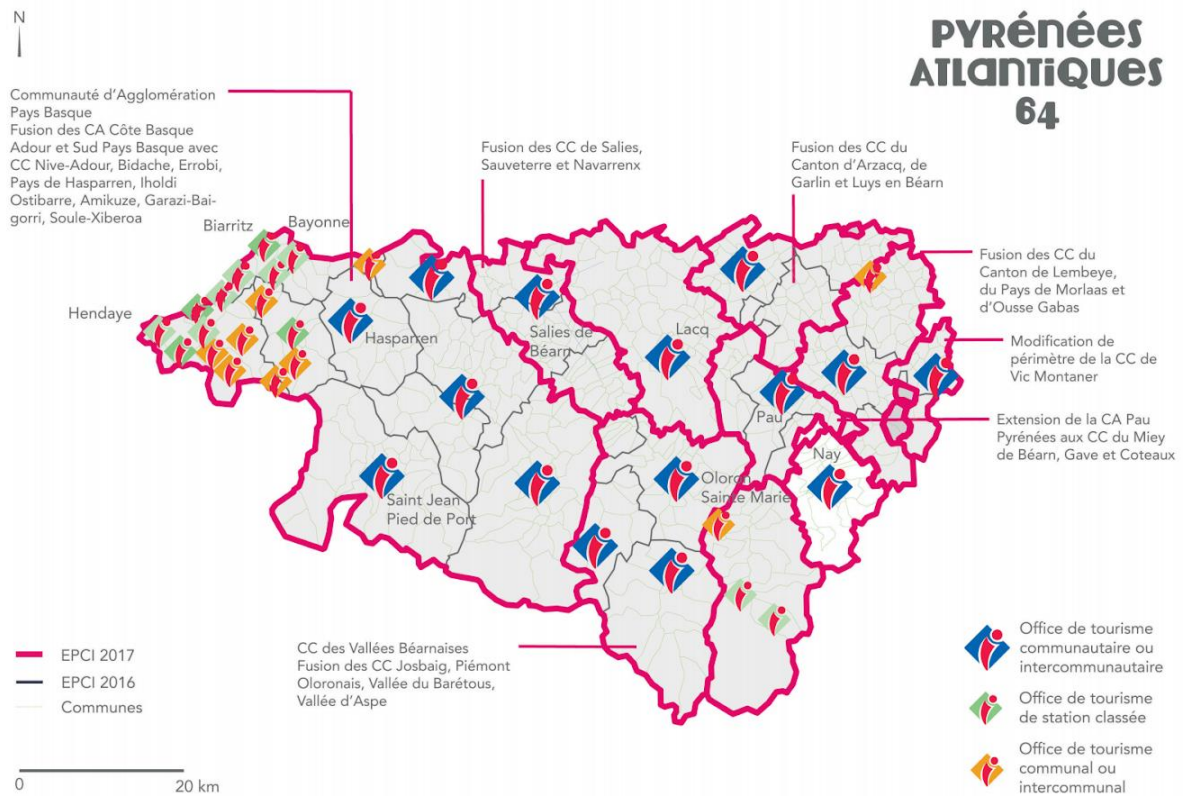 N
PYRÉNÉES
ATLANTIQUES
64
Communauté d'Agglomération
Pays Basque
Fusion des CA Côte Basque
Adour et Sud Pays Basque avec
CC Nive-Adour, Bidache, Errobi,
Pays de Hasparren, Iholdi
Ostibarre, Amikuze, Garazi-Bai-
gorri, Soule-Xiberoa
Fusion des CC de Salies,
Sauveterre et Navarrenx
Fusion des CC du
Canton d'Arzacq, de
Garlin et Luys en Béarn
Fusion des CC du
Canton de Lembeye,
du Pays de Morlaas et
d'Ousse Gabas
Modification de
périmètre de la CC de
Vic Montaner
Extension de la CA Pau
Pyrénées aux CC du Miey
de Béarn, Gave et Coteaux
Biarritz
Bayonne
Hendaye
Hasparren
Salies de
Béarn
Lacq
Pau
Nay
Oloron
Sainte Marie
Saint Jean
Pied de Port
CC des Vallées Béarnaises
Fusion des CC Josbaig, Piémont
Oloronais, Vallée du Barétous,
Vallée d'Aspe
EPCI 2017
EPCI 2016
Communes
0
20 km
Office de tourisme
communautaire ou
intercommunautaire
Office de tourisme
de station classée
Office de tourisme
communal ou
intercommunal